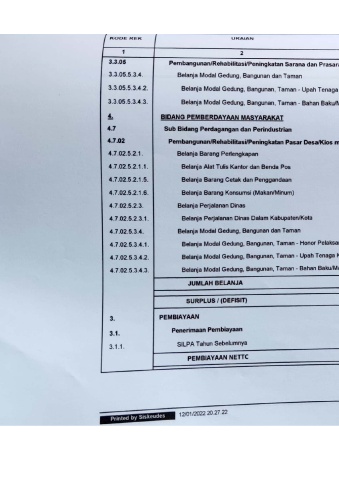 KODE REK URAIAN
1 2
3.3.05 Pembangunan/Rehabilitasi/Peningkatan Sarana dan Prasar
3.3.05.5.3.4. Belanja Modal Gedung, Bangunan dan Taman
3.3.05.5.3.4.2. Belanja Modal Gedung, Bangunan, Taman - Upah Tenaga
3.3.05.5.3.4.3. Belanja Modal Gedung, Bangunan, Taman - Bahan Baku/M
4. BIDANG PEMBERDAYAAN MASYARAKAT
4.7 Sub Bidang Perdagangan dan Perindustrian
4.7.02 Pembangunan/Rehabilitasi/Peningkatan Pasar Desa/Kios m
4.7.02.5.2.1. Belanja Barang Perlengkapan
4.7.02.5.2.1.1. Belanja Alat Tulis Kantor dan Benda Pos
4.7.02.5.2.1.5. Belanja Barang Cetak dan Penggandaan
4.7.02.5.2.1.6. Belanja Barang Konsumsi (Makan/Minum)
4.7.02.5.2.3. Belanja Perjalanan Dinas
4.7.02.5.2.3.1. Belanja Perjalanan Dinas Dalam Kabupaten/Kota
4.7.02.5.3.4. Belanja Modal Gedung, Bangunan dan Taman
4.7.02.5.3.4.1. Belanja Modal Gedung, Bangunan, Taman - Honor Pelaksan
4.7.02.5.3.4.2. Belanja Modal Gedung, Bangunan, Taman - Upah Tenaga K
4.7.02.5.3.4.3. Belanja Modal Gedung, Bangunan, Taman - Bahan Baku/M
JUMLAH BELANJA
SURPLUS / (DEFISIT)
3. PEMBIAYAAN
3.1. Penerimaan Pembiayaan
3.1.1. SILPA Tahun Sebelumnya
PEMBIAYAAN NETTO
Printed by Siskeudes 12/01/2022 20.27.22